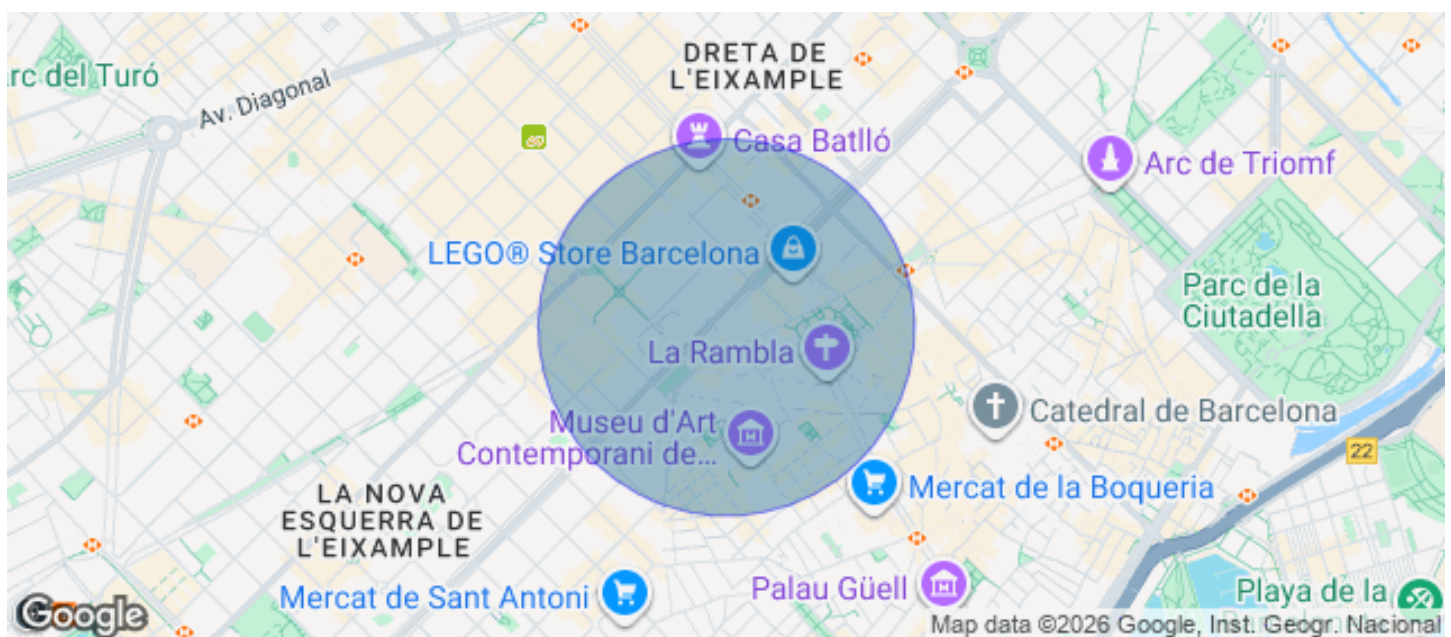 DRETA DE
L'EIXAMPLE
rc del Turó
Av. Diagonal
Casa Batlló
Arc de Triomf
LEGO® Store Barcelona
Parc de la
Ciutadella
La Rambla
Museu d'Art
Contemporani de...
Catedral de Barcelona
22
Mercat de la Boqueria
LA NOVA
ESQUERRA DE
L'EIXAMPLE
Mercat de Sant Antoni
Palau Güell
Playa de la
Google
Map data ©2026 Google, Inst. Geogr. Nacional